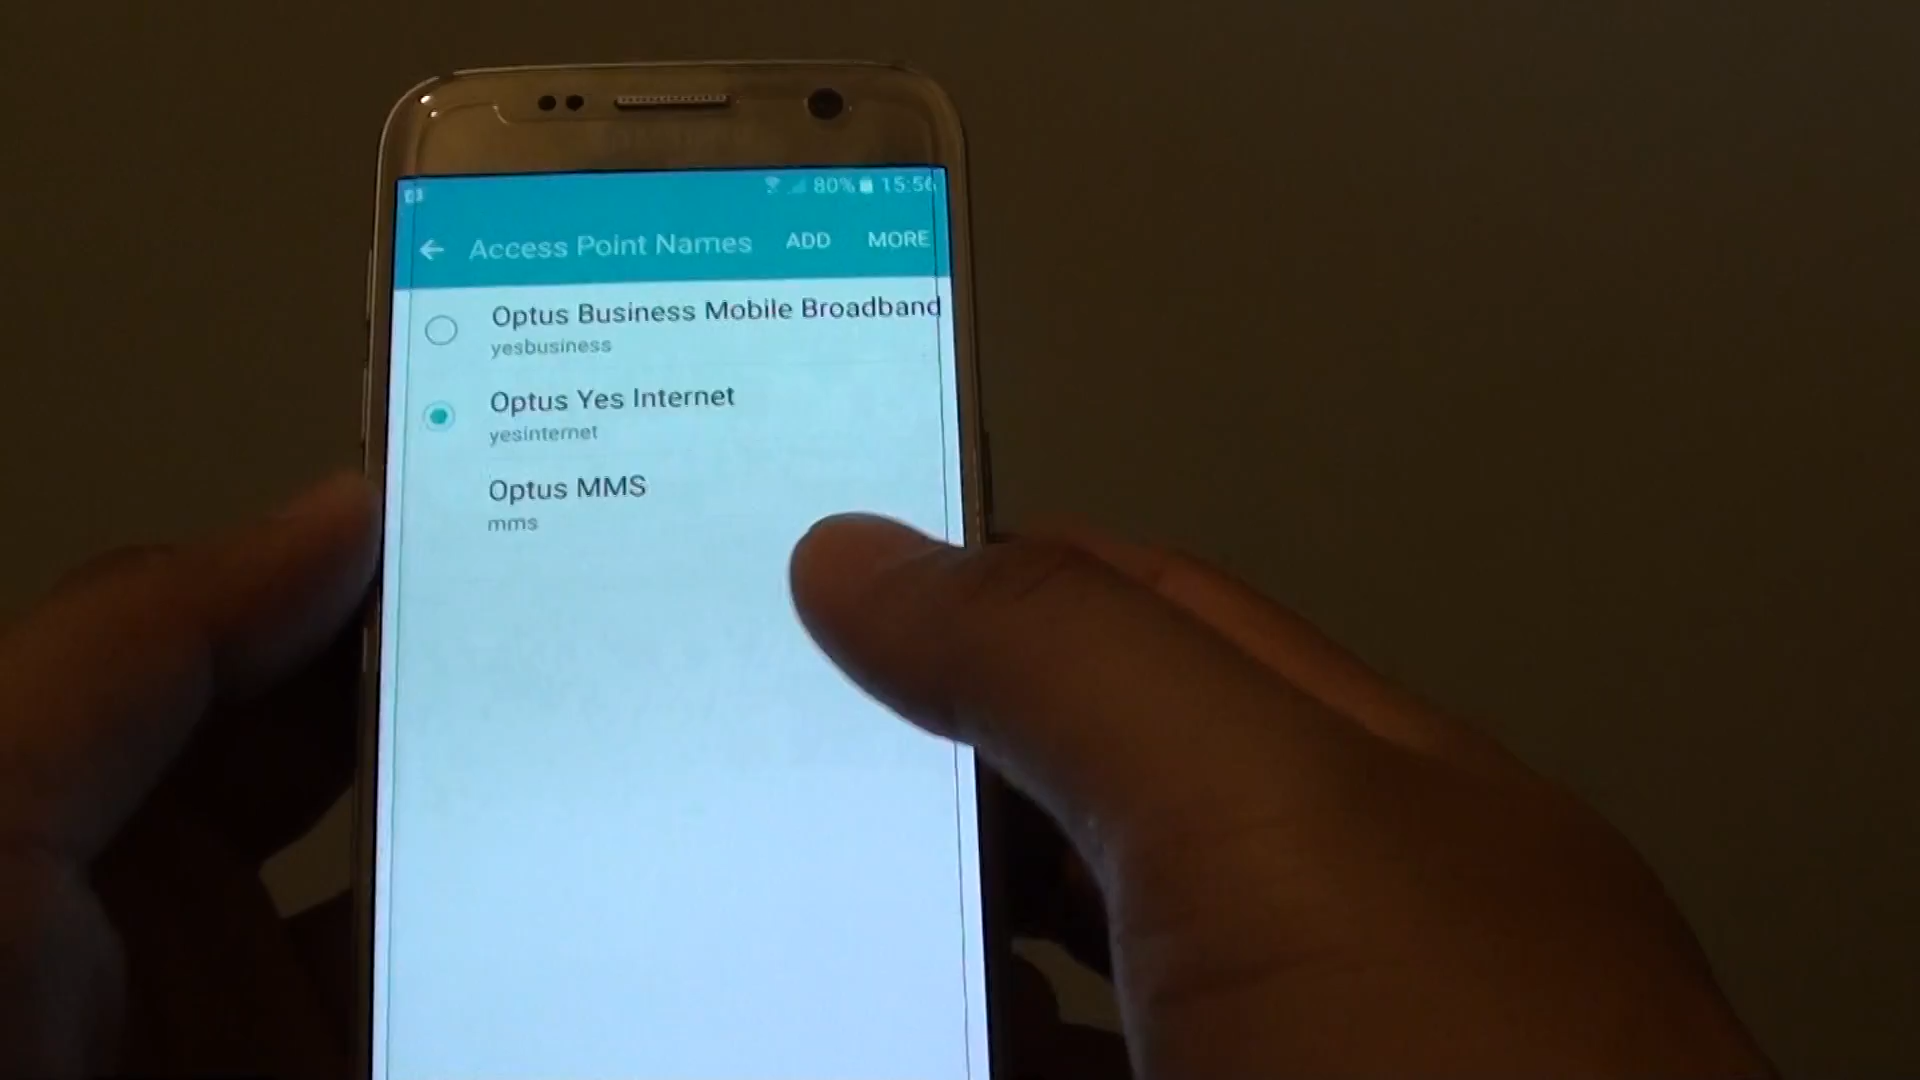 80% 15:56
Access Point Names ADD MORE
Optus Business Mobile Broadband
yesbusiness
Optus Yes Internet
yesinternet
Optus MMS
mms